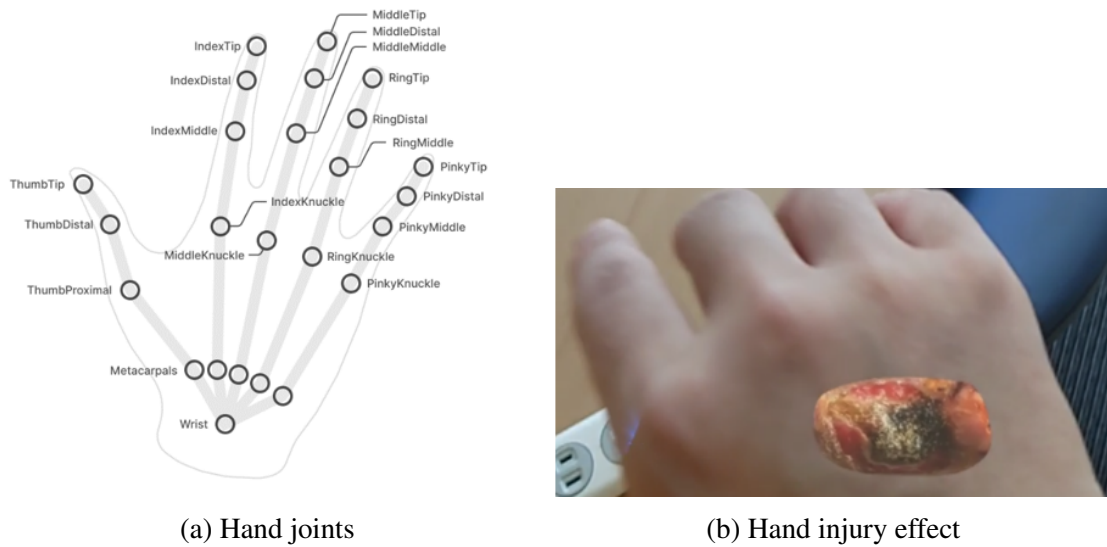 MiddleTip
MiddleDistal
MiddleMiddle
IndexTip
RingTip
IndexDistal
RingDistal
IndexMiddle
RingMiddle
PinkyTip
ThumbTip
PinkyDistal
IndexKnuckle
ThumbDistal
PinkyMiddle
MiddleKnuckle
RingKnuckle
ThumbProximal
PinkyKnuckle
Metacarpals
Wrist
(a) Hand joints
(b) Hand injury effect